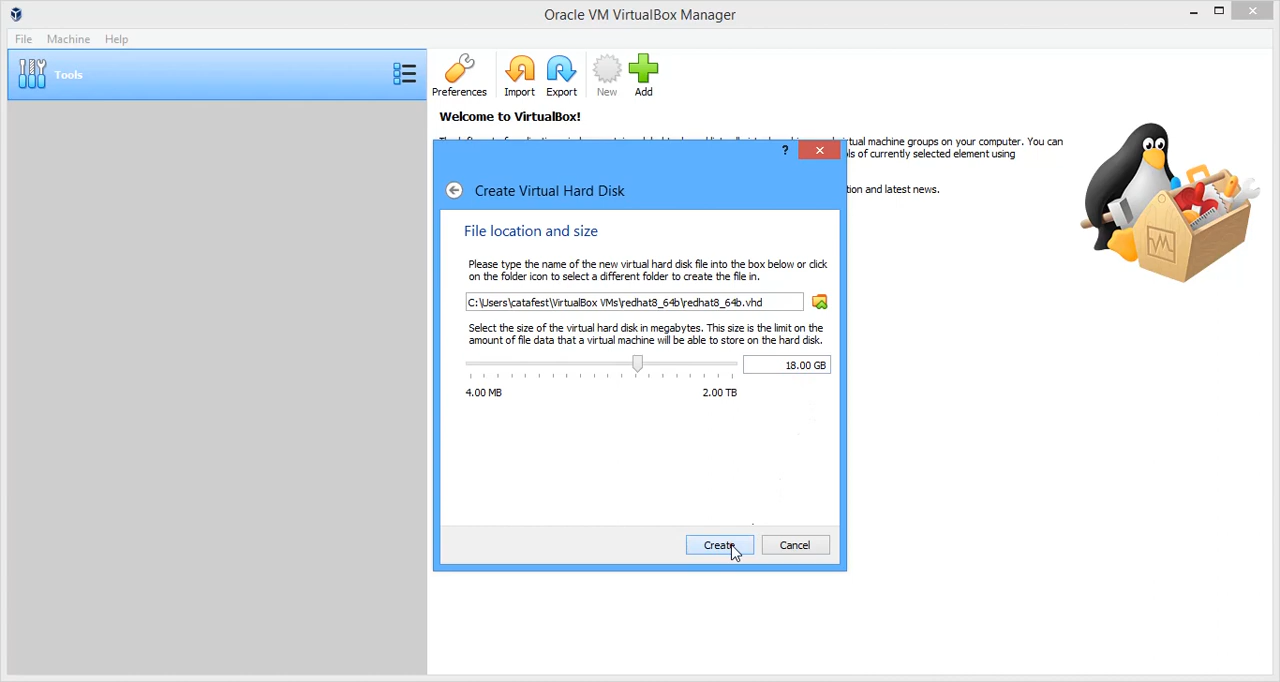 Oracle VM VirtualBox Manager
File Machine Help
Tools
Preferences Import Export New Add
Welcome to VirtualBox!
tual machine groups on your computer. You can
ls of currently selected element using
ion and latest news.
?
Create Virtual Hard Disk
File location and size
Please type the name of the new virtual hard disk file into the box below or click
on the folder icon to select a different folder to create the file in.
C:\Users\catafest\VirtualBox VMs\redhat8_64b\redhat8_64b.vhd
Select the size of the virtual hard disk in megabytes. This size is the limit on the
amount of file data that a virtual machine will be able to store on the hard disk.
18.00 GB
4.00 MB 2.00 TB
Create Cancel